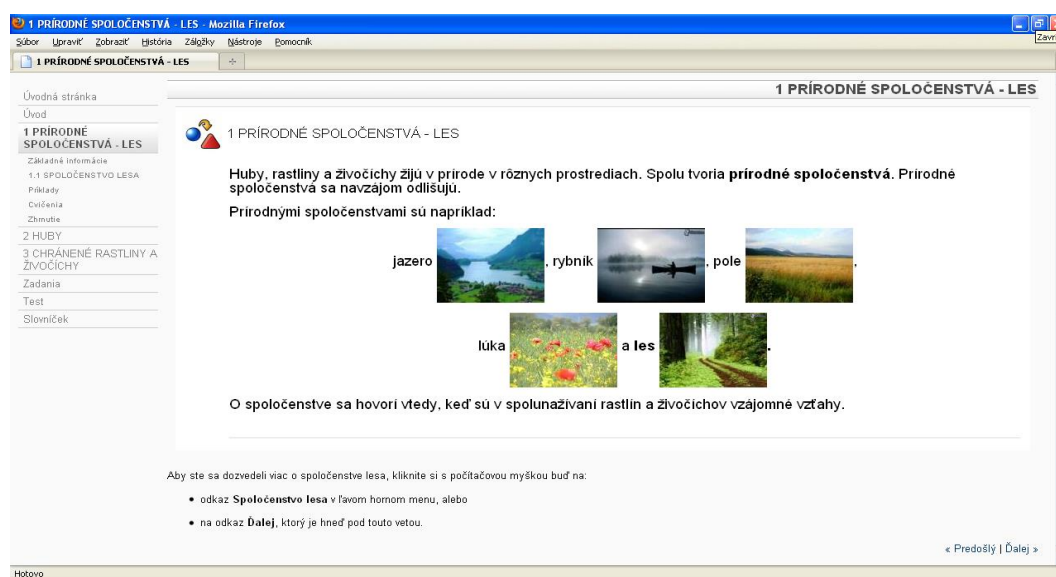 1 PRÍRODNÉ SPOLOČENSTVÁ - LES - Mozilla Firefox
Súbor Upraviť Zobraziť História Záložky Nástroje Pomocník
Zavri
1 PRÍRODNÉ SPOLOČENSTVÁ - LES
Úvodná stránka
Úvod
1 PRÍRODNÉ
SPOLOČENSTVÁ - LES
Základné informácie
1.1 SPOLOČENSTVO LESA
Príklady
Cvičenia
Zhrnutie
2 HUBY
3 CHRÁNENÉ RASTLINY A
ŽIVOČÍCHY
Zadania
Test
Slovníček
1 PRÍRODNÉ SPOLOČENSTVÁ - LES
1 PRÍRODNÉ SPOLOČENSTVÁ - LES
Huby, rastliny a živočíchy žijú v prírode v rôznych prostrediach. Spolu tvoria prírodné spoločenstvá. Prírodné
spoločenstvá sa navzájom odlišujú.
Prírodnými spoločenstvami sú napríklad:
jazero , rybník , pole ,
lúka a les .
O spoločenstve sa hovorí vtedy, keď sú v spolunažívaní rastlín a živočíchov vzájomné vzťahy.
Aby ste sa dozvedeli viac o spoločenstve lesa, kliknite si s počítačovou myškou buď na:
• odkaz Spoločenstvo lesa v ľavom hornom menu, alebo
• na odkaz Ďalej, ktorý je hneď pod touto vetou.
« Predošlý | Ďalej »
Hotovo